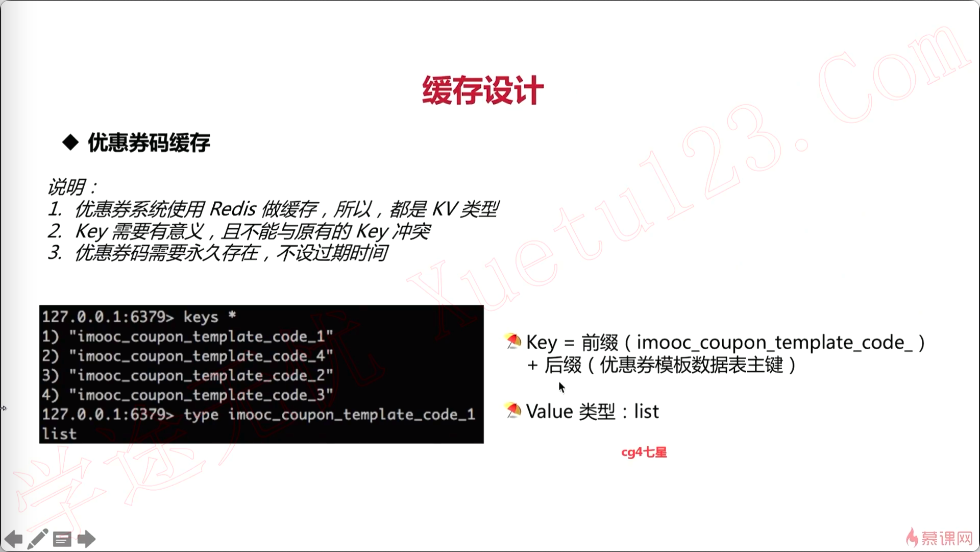 缓存设计
◆ 优惠券码缓存
说明：
1. 优惠券系统使用 Redis 做缓存，所以，都是 KV 类型
2. Key 需要有意义，且不能与原有的 Key 冲突
3. 优惠券码需要永久存在，不设过期时间
127.0.0.1:6379> keys *
1) "imooc_coupon_template_code_1"
2) "imooc_coupon_template_code_4"
3) "imooc_coupon_template_code_2"
4) "imooc_coupon_template_code_3"
127.0.0.1:6379> type imooc_coupon_template_code_1
list
Key = 前缀（imooc_coupon_template_code_）
+ 后缀（优惠券模板数据表主键）
Value 类型：list
cg4七星
Xuetu123.Com
慕课网